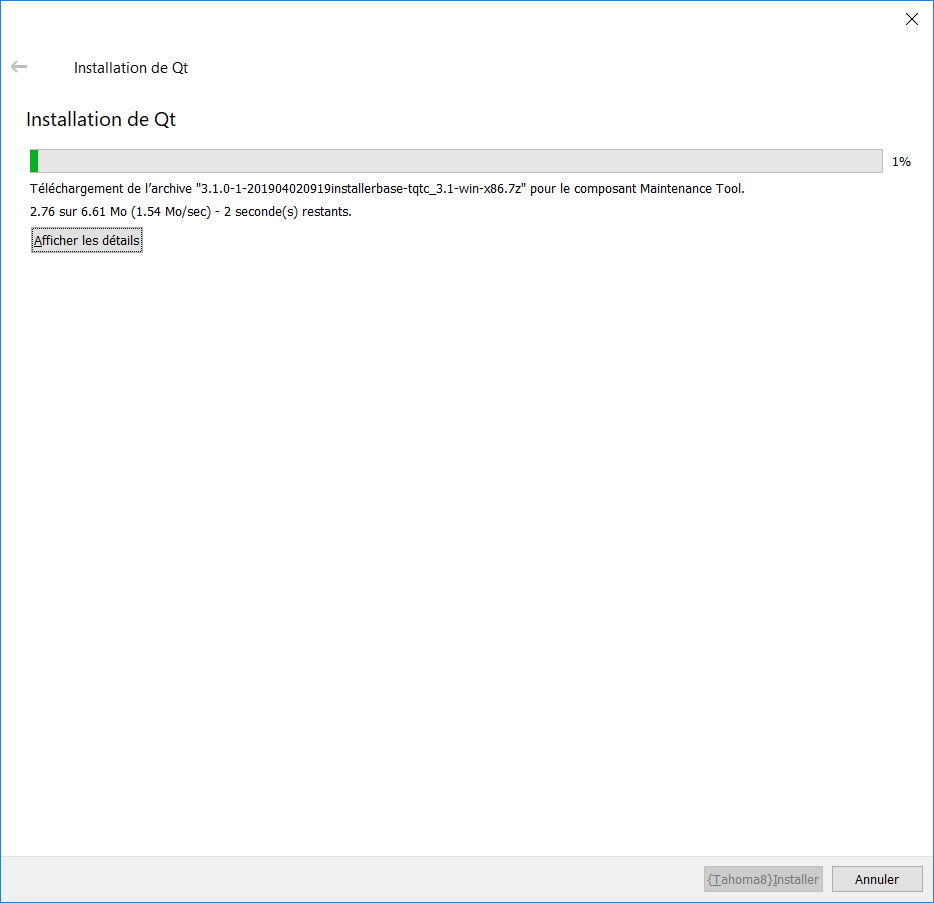 Installation de Qt
Installation de Qt
1%
Téléchargement de l’archive "3.1.0-1-201904020919installerbase-tqtc_3.1-win-x86.7z" pour le composant Maintenance Tool.
2.76 sur 6.61 Mo (1.54 Mo/sec) - 2 seconde(s) restants.
Afficher les détails
{Tahoma8}Installer
Annuler